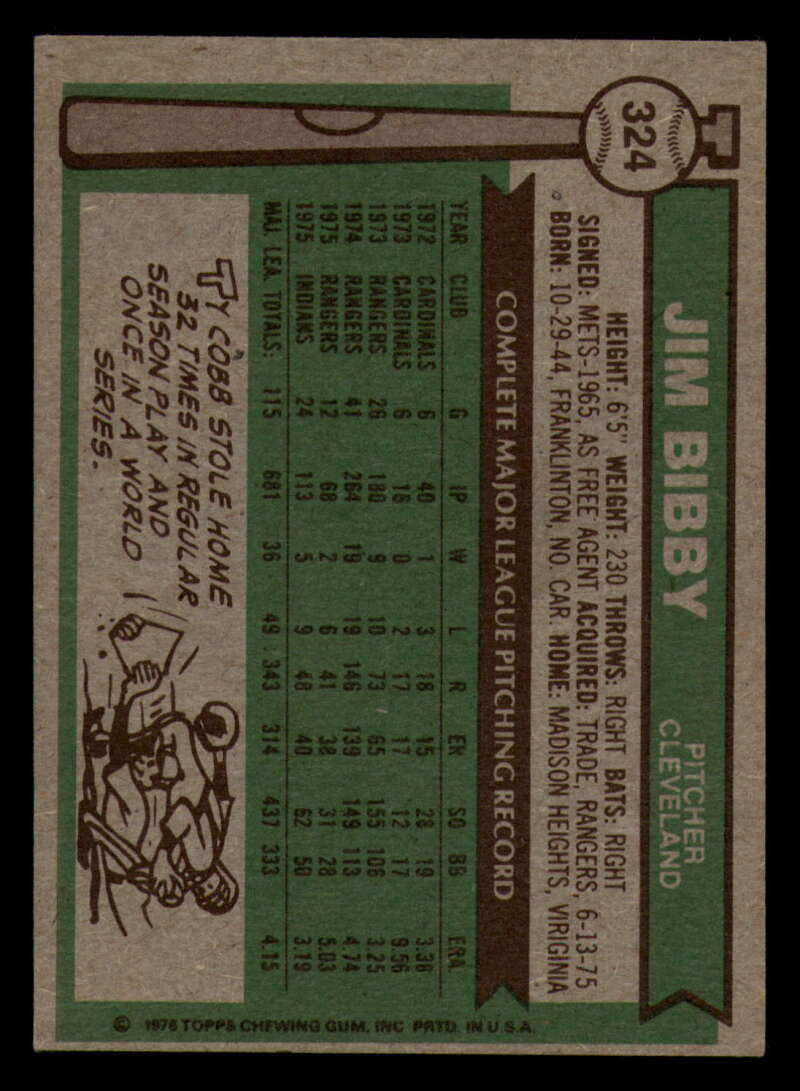 324
JIM BIBBY
PITCHER
CLEVELAND
HEIGHT: 6'5" WEIGHT: 230 THROWS: RIGHT BATS: RIGHT
SIGNED: METS-1965, AS FREE AGENT ACQUIRED: TRADE, RANGERS, 6-13-75
BORN: 10-29-44, FRANKLINTON, NO. CAR. HOME: MADISON HEIGHTS, VIRIGINIA
COMPLETE MAJOR LEAGUE PITCHING RECORD
YEAR CLUB G IP W L R ER SO BB ERA
1972 CARDINALS 6 40 1 3 18 15 28 19 3.38
1973 CARDINALS 6 16 0 2 17 17 12 17 9.56
1973 RANGERS 26 180 9 10 73 65 155 106 3.25
1974 RANGERS 41 264 19 19 146 139 149 113 4.74
1975 RANGERS 12 68 2 6 41 38 31 28 5.03
1975 INDIANS 24 113 5 9 48 40 62 50 3.19
MAJ. LEA. TOTALS: 115 681 36 49 343 314 437 333 4.15
TY COBB STOLE HOME
32 TIMES IN REGULAR
SEASON PLAY AND
ONCE IN A WORLD
SERIES.
© 1976 TOPPS CHEWING GUM, INC PRTD. IN U.S.A.